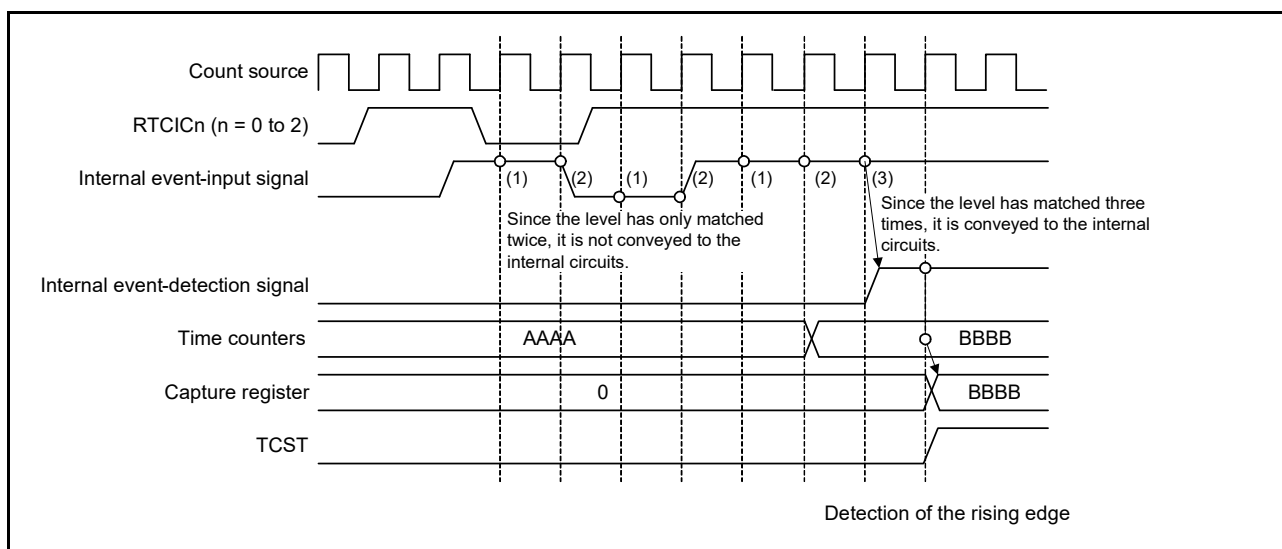 Count source
RTCICn (n = 0 to 2)
Internal event-input signal
(1) (2) (1) (2) (1) (2) (3)
Since the level has only matched
twice, it is not conveyed to the
internal circuits.
Since the level has matched three
times, it is conveyed to the internal
circuits.
Internal event-detection signal
Time counters AAAA BBBB
Capture register 0 BBBB
TCST
Detection of the rising edge